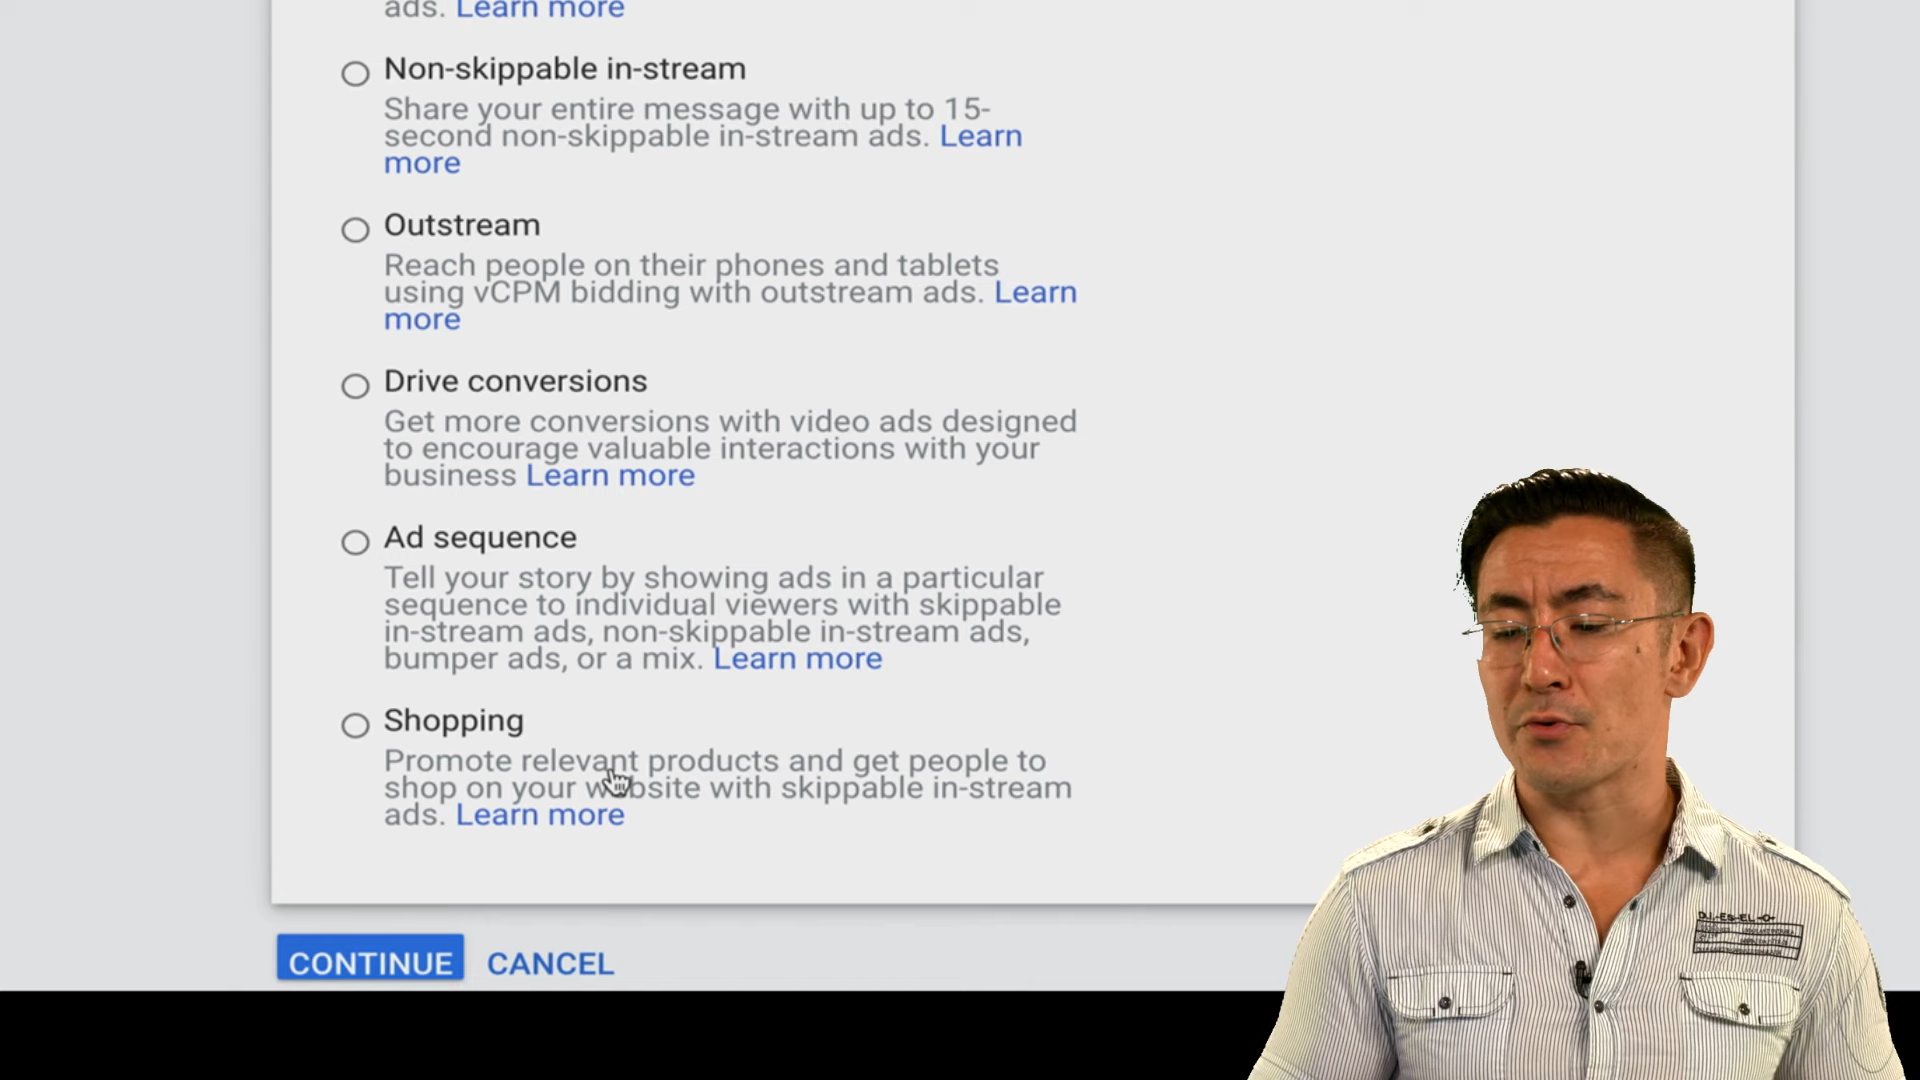 ads. Learn more
Non-skippable in-stream
Share your entire message with up to 15-
second non-skippable in-stream ads. Learn
more
Outstream
Reach people on their phones and tablets
using vCPM bidding with outstream ads. Learn
more
Drive conversions
Get more conversions with video ads designed
to encourage valuable interactions with your
business Learn more
Ad sequence
Tell your story by showing ads in a particular
sequence to individual viewers with skippable
in-stream ads, non-skippable in-stream ads,
bumper ads, or a mix. Learn more
Shopping
Promote relevant products and get people to
shop on your website with skippable in-stream
ads. Learn more
CONTINUE CANCEL
D.I.-ES-EL